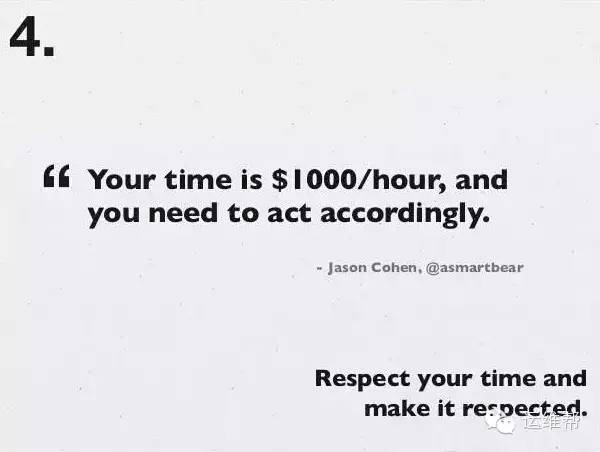 4.
“ Your time is $1000/hour, and
you need to act accordingly.
- Jason Cohen, @asmartbear
Respect your time and
make it respected.
运维帮